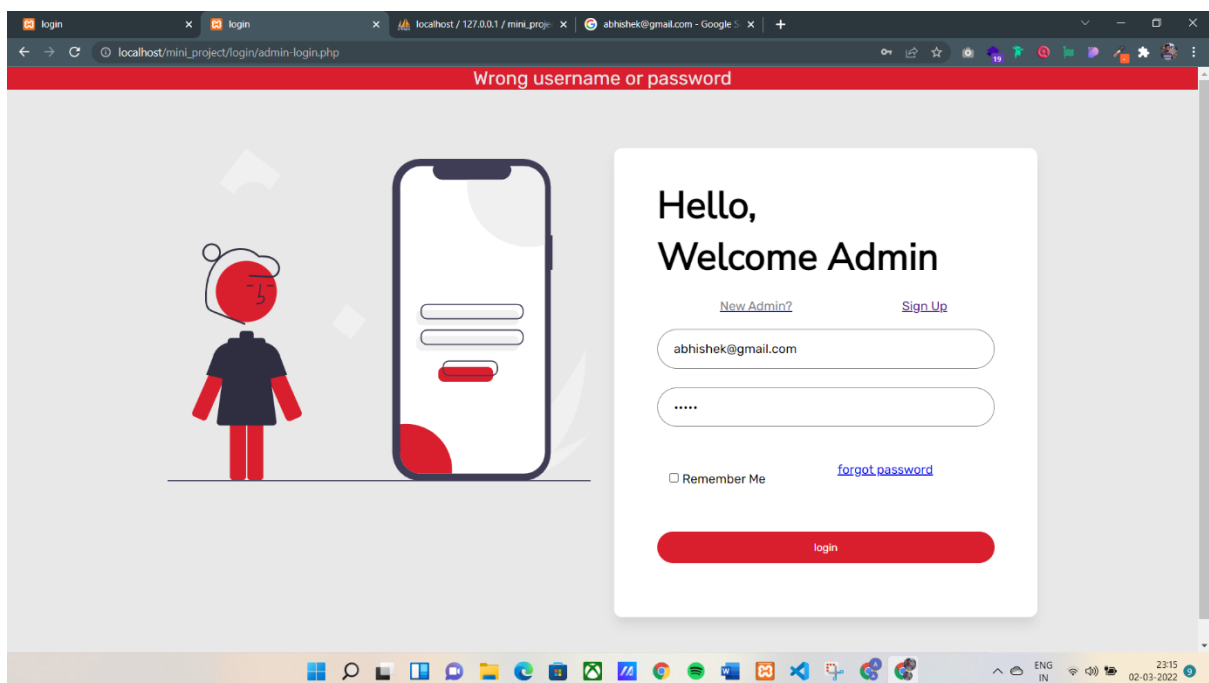 login
login
localhost / 127.0.0.1 / mini_proje
abhishek@gmail.com - Google S
localhost/mini_project/login/admin-login.php
19
Wrong username or password
Hello,
Welcome Admin
New Admin? Sign Up
abhishek@gmail.com
•••••
Remember Me
forgot password
login
ENG
IN
23:15
02-03-2022
9